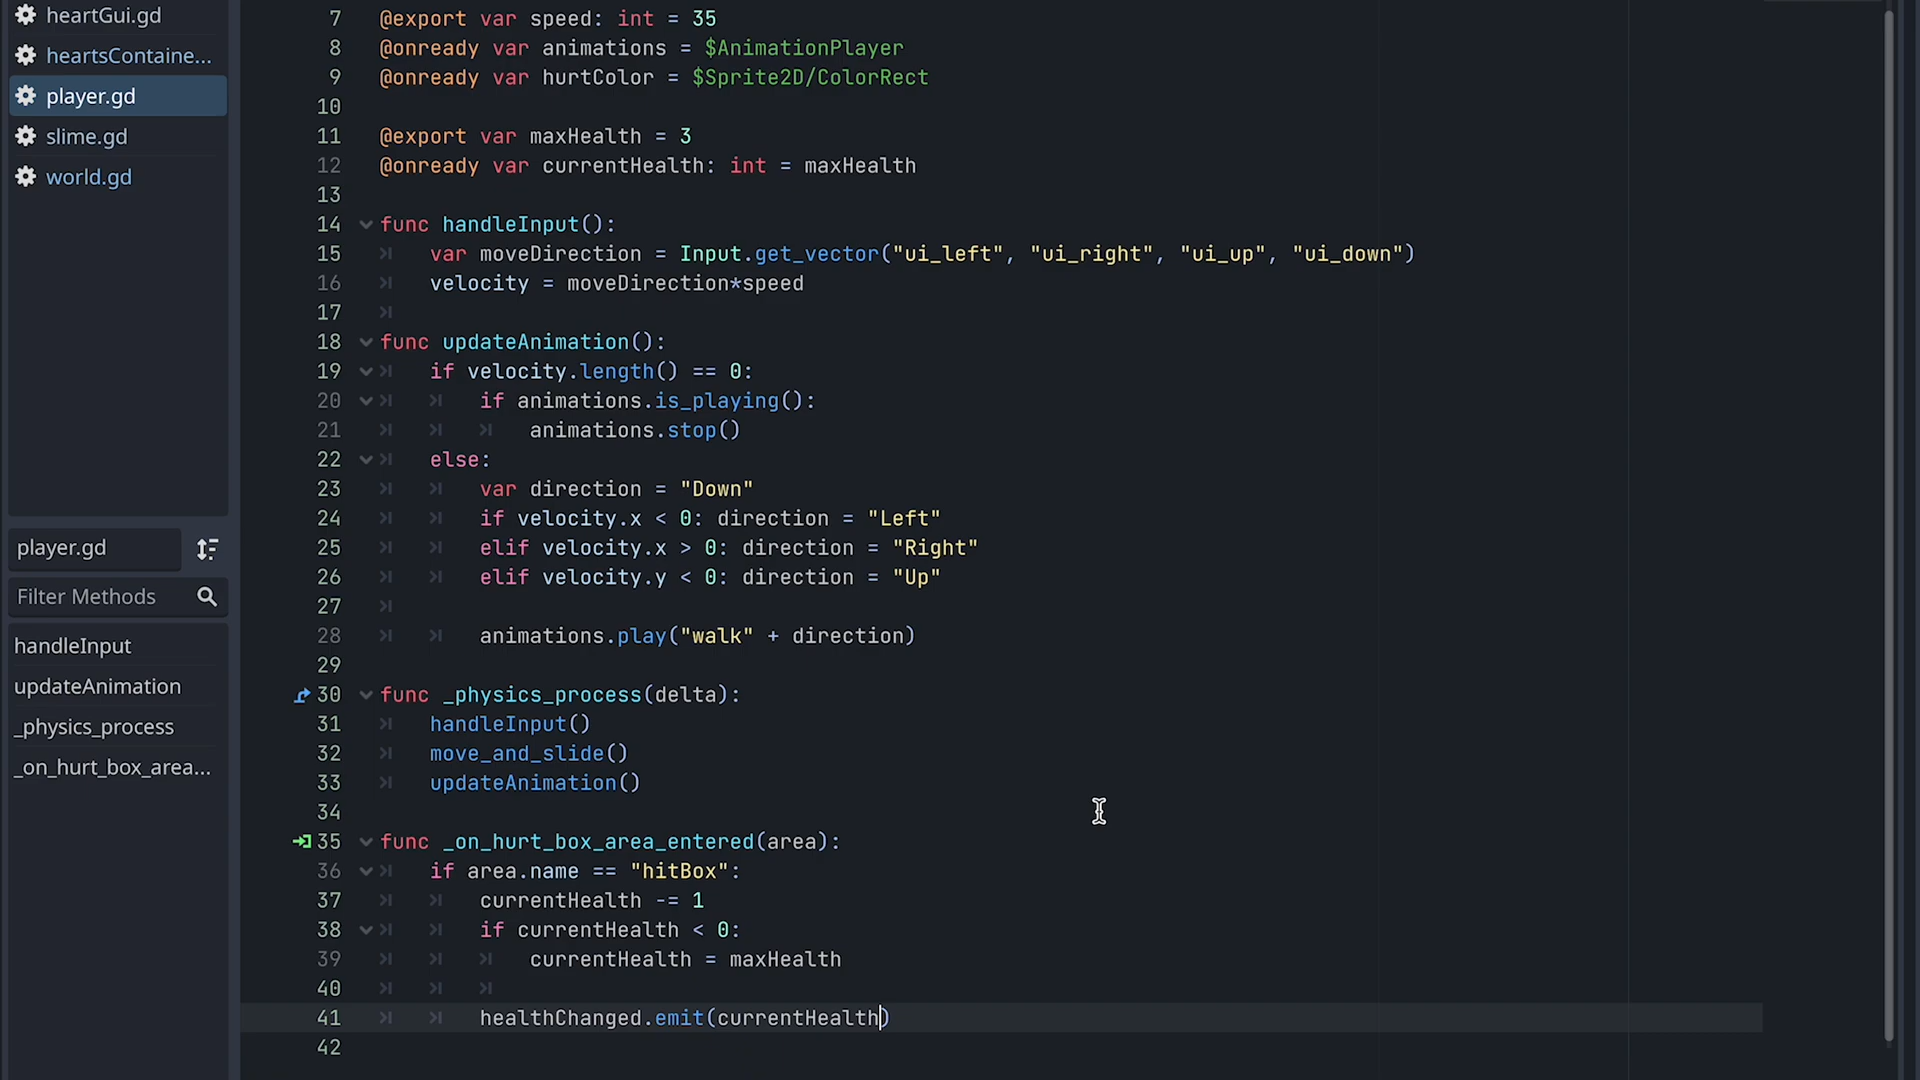 heartGui.gd
heartsContaine...
player.gd
slime.gd
world.gd
player.gd
Filter Methods
handleInput
updateAnimation
_physics_process
_on_hurt_box_area...
7 @export var speed: int = 35
8 @onready var animations = $AnimationPlayer
9 @onready var hurtColor = $Sprite2D/ColorRect
10
11 @export var maxHealth = 3
12 @onready var currentHealth: int = maxHealth
13
14 func handleInput():
15 var moveDirection = Input.get_vector("ui_left", "ui_right", "ui_up", "ui_down")
16 velocity = moveDirection*speed
17
18 func updateAnimation():
19 if velocity.length() == 0:
20 if animations.is_playing():
21 animations.stop()
22 else:
23 var direction = "Down"
24 if velocity.x < 0: direction = "Left"
25 elif velocity.x > 0: direction = "Right"
26 elif velocity.y < 0: direction = "Up"
27
28 animations.play("walk" + direction)
29
30 func _physics_process(delta):
31 handleInput()
32 move_and_slide()
33 updateAnimation()
34
35 func _on_hurt_box_area_entered(area):
36 if area.name == "hitBox":
37 currentHealth -= 1
38 if currentHealth < 0:
39 currentHealth = maxHealth
40
41 healthChanged.emit(currentHealth)
42